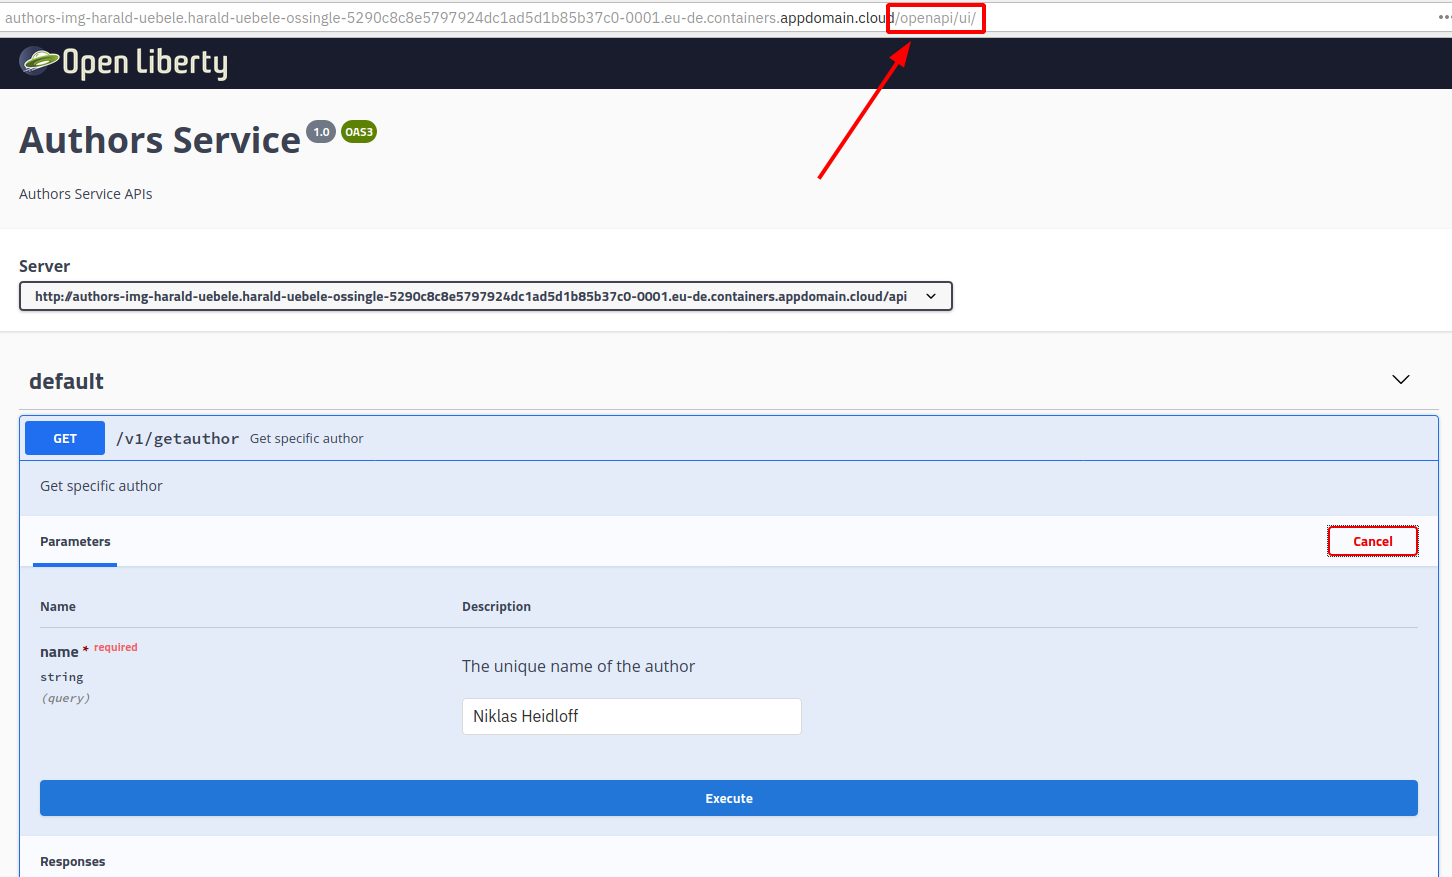 authors-img-harald-uebele.harald-uebele-ossingle-5290c8c8e5797924dc1ad5d1b85b37c0-0001.eu-de.containers.appdomain.cloud/openapi/ui/
Open Liberty
Authors Service 1.0 OAS3
Authors Service APIs
Server
http://authors-img-harald-uebele.harald-uebele-ossingle-5290c8c8e5797924dc1ad5d1b85b37c0-0001.eu-de.containers.appdomain.cloud/api
default
GET /v1/getauthor Get specific author
Get specific author
Parameters Cancel
Name Description
name * required
The unique name of the author
string
(query)
Niklas Heidloff
Execute
Responses